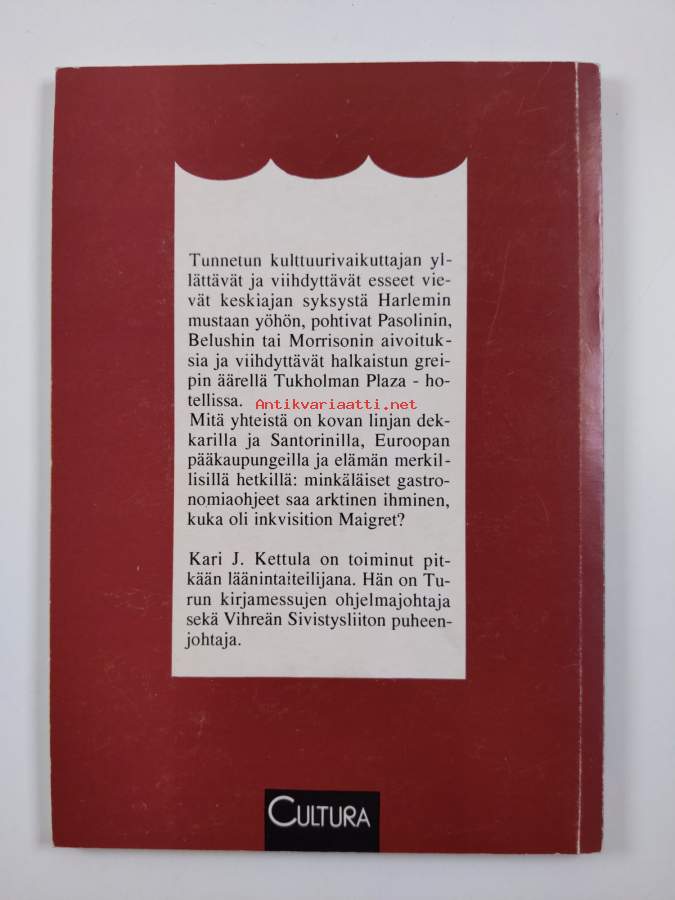 Tunnetun kulttuurivaikuttajan yl-
lättävät ja viihdyttävät esseet vie-
vät keskiajan syksystä Harlemin
mustaan yöhön, pohtivat Pasolinin,
Belushin tai Morrisonin aivoituk-
sia ja viihdyttävät halkaistun grei-
pin äärellä Tukholman Plaza - ho-
tellissa.
Antikvariaatti.net
Mitä yhteistä on kovan linjan dek-
karilla ja Santorinilla, Euroopan
pääkaupungeilla ja elämän merkil-
lisillä hetkillä: minkäläiset gastro-
nomiaohjeet saa arktinen ihminen,
kuka oli inkvisition Maigret?
Kari J. Kettula on toiminut pit-
kään läänintaiteilijana. Hän on Tu-
run kirjamessujen ohjelmajohtaja
sekä Vihreän Sivistysliiton puheen-
johtaja.
CULTURA